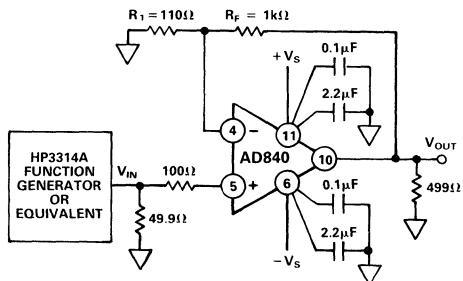 R1 = 110Ω
RF = 1kΩ
0.1µF
+VS
2.2µF
4
−
11
AD840
10
VOUT
HP3314A
FUNCTION
GENERATOR
OR
EQUIVALENT
VIN
100Ω
5
+
6
0.1µF
499Ω
49.9Ω
2.2µF
−VS